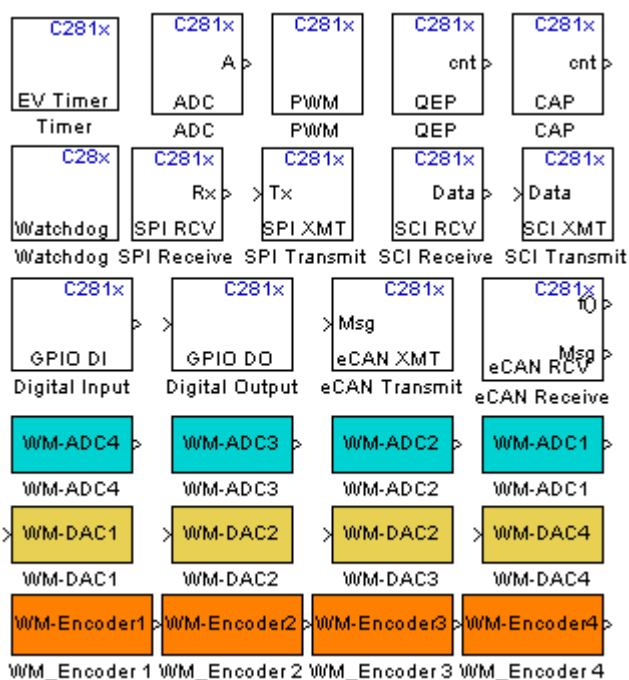 C281x C281x C281x C281x C281x
A cnt cnt
EV Timer ADC PWM QEP CAP
Timer ADC PWM QEP CAP
C28x C281x C281x C281x C281x
Rx Tx Data Data
Watchdog SPI RCV SPI XMT SCI RCV SCI XMT
Watchdog SPI Receive SPI Transmit SCI Receive SCI Transmit
C281x C281x C281x C281x
f()
Msg
GPIO DI GPIO DO eCAN XMT eCAN RCV Msg
Digital Input Digital Output eCAN Transmit eCAN Receive
WM-ADC4 WM-ADC3 WM-ADC2 WM-ADC1
WM-ADC4 WM-ADC3 WM-ADC2 WM-ADC1
WM-DAC1 WM-DAC2 WM-DAC2 WM-DAC4
WM-DAC1 WM-DAC2 WM-DAC3 WM-DAC4
WM-Encoder1 WM-Encoder2 WM-Encoder3 WM-Encoder4
WM_Encoder 1 WM_Encoder 2 WM_Encoder 3 WM_Encoder 4